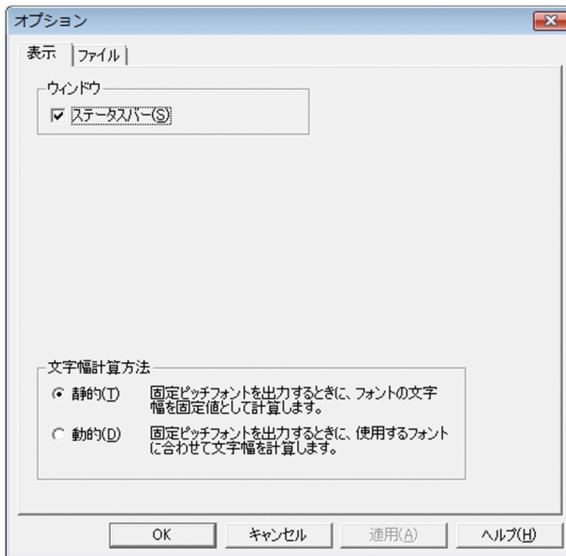 オプション
表示 ファイル
ウィンドウ
ステータスバー(S)
文字幅計算方法
静的(T) 固定ピッチフォントを出力するときに、フォントの文字
幅を固定値として計算します。
動的(D) 固定ピッチフォントを出力するときに、使用するフォント
に合わせて文字幅を計算します。
OK キャンセル 適用(A) ヘルプ(H)